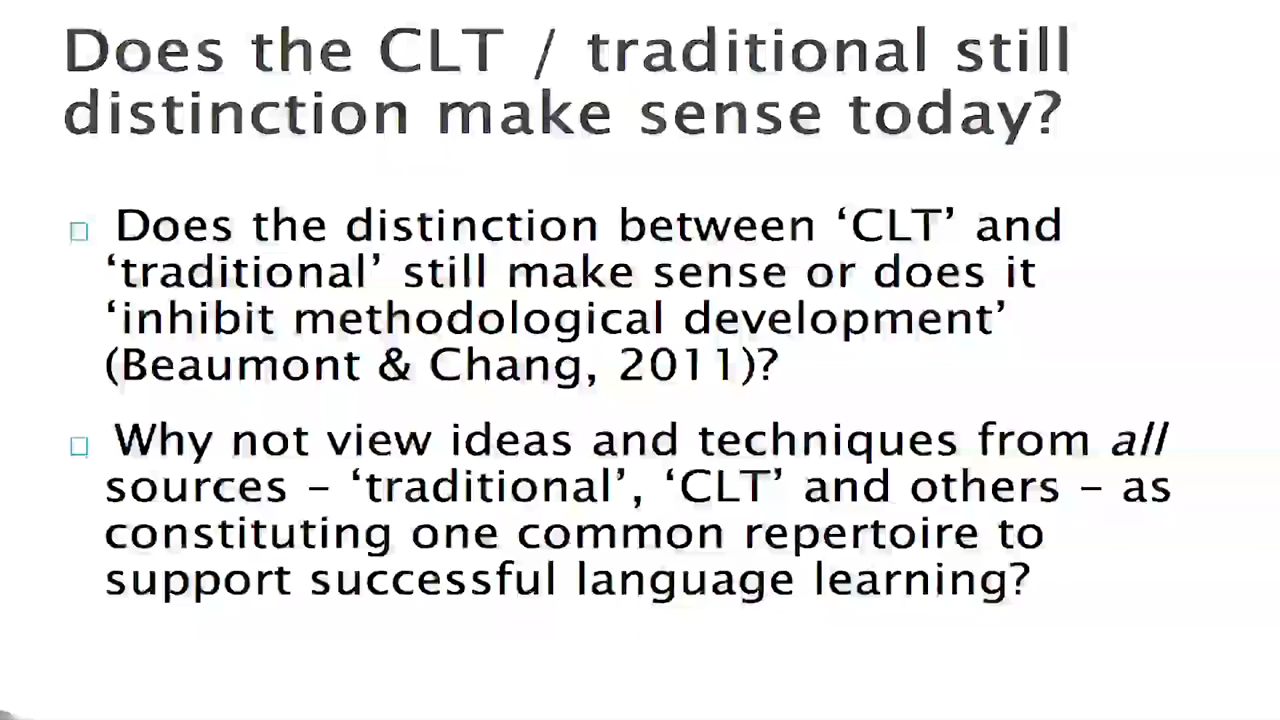 Does the CLT / traditional still
distinction make sense today?
Does the distinction between ‘CLT’ and
‘traditional’ still make sense or does it
‘inhibit methodological development’
(Beaumont & Chang, 2011)?
Why not view ideas and techniques from all
sources – ‘traditional’, ‘CLT’ and others – as
constituting one common repertoire to
support successful language learning?